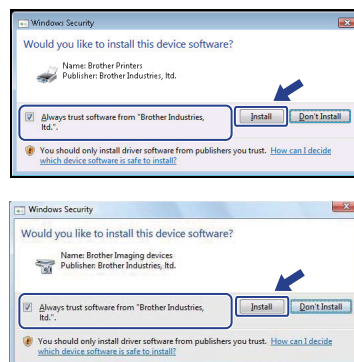 Windows Security
Would you like to install this device software?
Name: Brother Printers
Publisher: Brother Industries, ltd.
Always trust software from "Brother Industries,
ltd.".
Install
Don't Install
You should only install driver software from publishers you trust. How can I decide
which device software is safe to install?
Windows Security
Would you like to install this device software?
Name: Brother Imaging devices
Publisher: Brother Industries, ltd.
Always trust software from "Brother Industries,
ltd.".
Install
Don't Install
You should only install driver software from publishers you trust. How can I decide
which device software is safe to install?